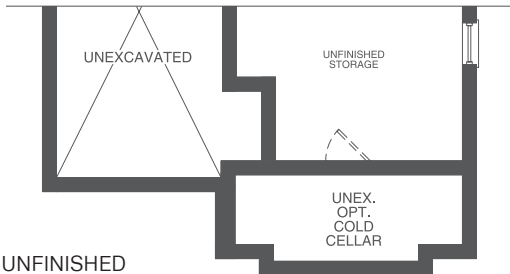 UNEXCAVATED
UNFINISHED
STORAGE
UNEX.
OPT.
COLD
CELLAR
UNFINISHED